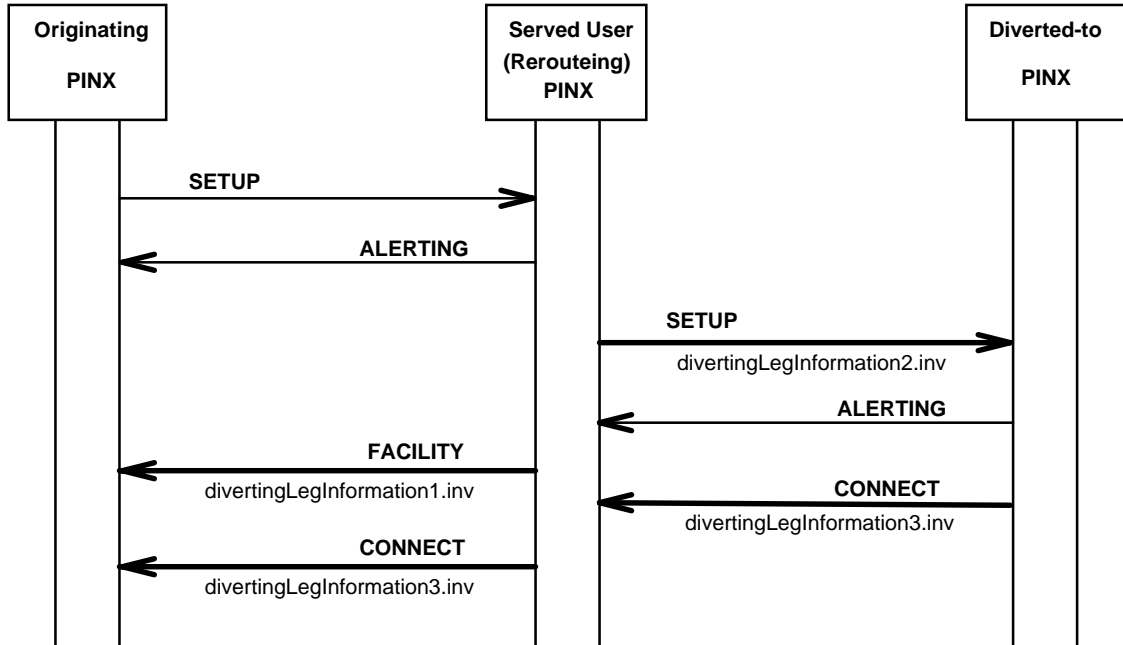 Originating
PINX
Served User
(Rerouteing)
PINX
Diverted-to
PINX
SETUP
ALERTING
SETUP
divertingLegInformation2.inv
ALERTING
FACILITY
divertingLegInformation1.inv
CONNECT
divertingLegInformation3.inv
CONNECT
divertingLegInformation3.inv